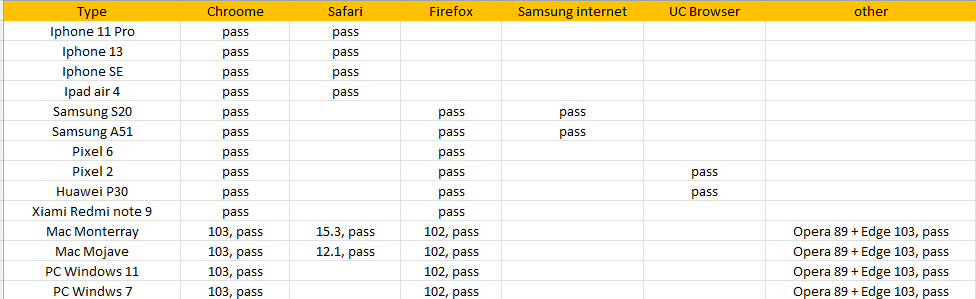 Type Chroome Safari Firefox Samsung internet UC Browser other
Iphone 11 Pro pass pass
Iphone 13 pass pass
Iphone SE pass pass
Ipad air 4 pass pass
Samsung S20 pass pass pass
Samsung A51 pass pass pass
Pixel 6 pass pass
Pixel 2 pass pass pass
Huawei P30 pass pass pass
Xiami Redmi note 9 pass pass
Mac Monterray 103, pass 15.3, pass 102, pass Opera 89 + Edge 103, pass
Mac Mojave 103, pass 12.1, pass 102, pass Opera 89 + Edge 103, pass
PC Windows 11 103, pass 102, pass Opera 89 + Edge 103, pass
PC Windws 7 103, pass 102, pass Opera 89 + Edge 103, pass